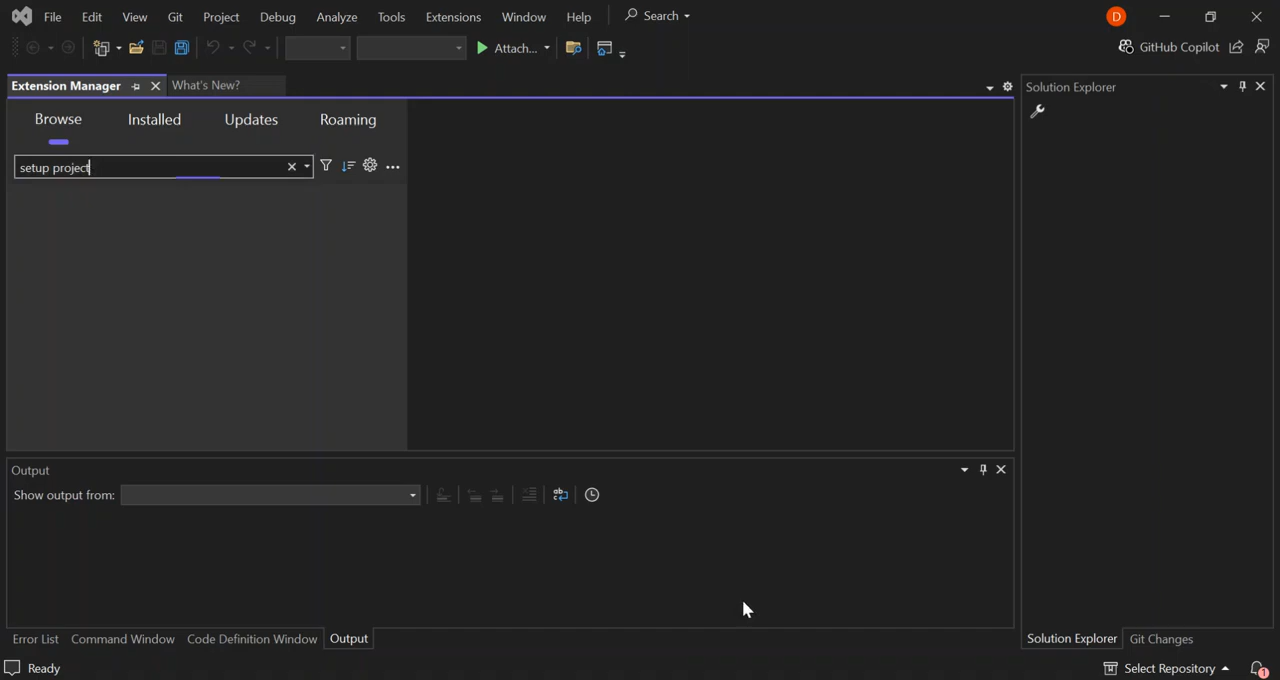 File Edit View Git Project Debug Analyze Tools Extensions Window Help Search D
Attach... GitHub Copilot
Extension Manager What's New? Solution Explorer
Browse Installed Updates Roaming
setup project
Output
Show output from:
Error List Command Window Code Definition Window Output Solution Explorer Git Changes
Ready Select Repository 1